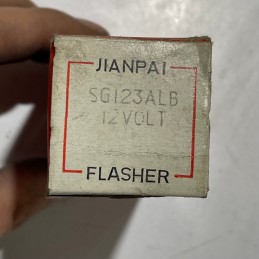 JIANPAI
SG123ALB
12VOLT
FLASHER